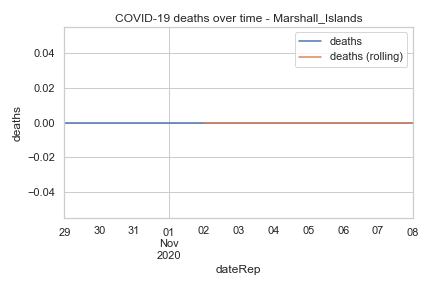 COVID-19 deaths over time - Marshall_Islands
deaths
deaths (rolling)
deaths
0.04
0.02
0.00
−0.02
−0.04
29 30 31 01 02 03 04 05 06 07 08
Nov
2020
dateRep